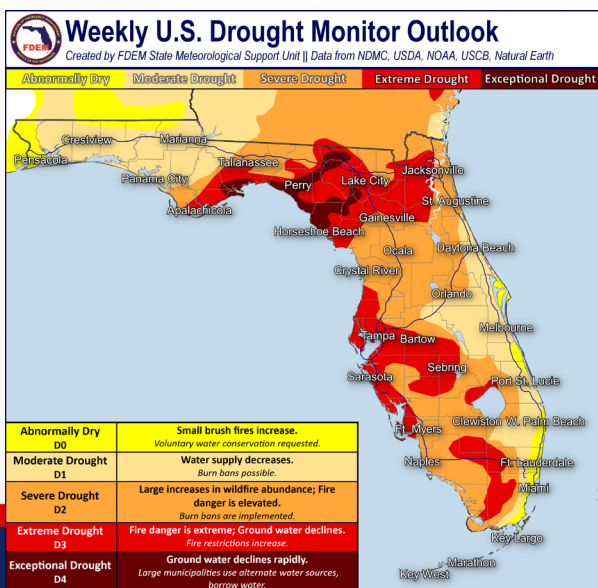 FDEM
Weekly U.S. Drought Monitor Outlook
Created by FDEM State Meteorological Support Unit || Data from NDMC, USDA, NOAA, USCB, Natural Earth
Abnormally Dry Moderate Drought Severe Drought Extreme Drought Exceptional Drought
Crestview
Marianna
Pensacola
Tallahassee
Jacksonville
Panama City
Perry
Lake City
Apalachicola
St. Augustine
Gainesville
Horseshoe Beach
Ocala
Daytona Beach
Crystal River
Orlando
Melbourne
Tampa
Bartow
Sarasota
Sebring
Port St. Lucie
Ft. Myers
Clewiston
W. Palm Beach
Naples
Ft. Lauderdale
Miami
Key Largo
Marathon
Key West
Abnormally Dry
D0
Small brush fires increase.
Voluntary water conservation requested.
Moderate Drought
D1
Water supply decreases.
Burn bans possible.
Severe Drought
D2
Large increases in wildfire abundance; Fire
danger is elevated.
Burn bans are implemented.
Extreme Drought
D3
Fire danger is extreme; Ground water declines.
Fire restrictions increase.
Exceptional Drought
D4
Ground water declines rapidly.
Large municipalities use alternate water sources,
borrow water.